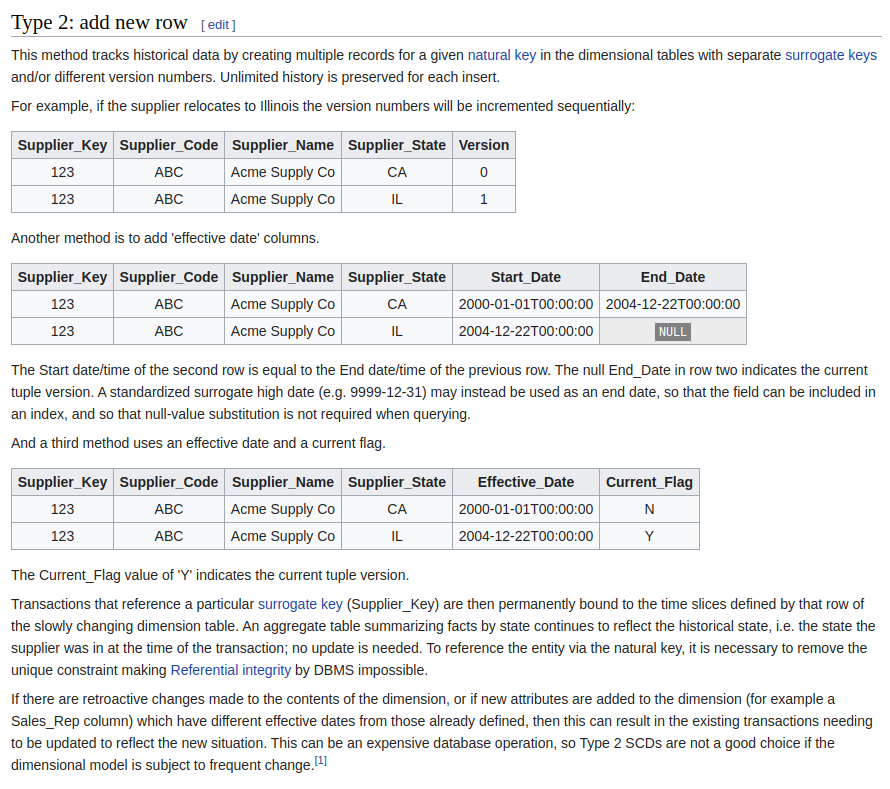 Type 2: add new row [ edit ]
This method tracks historical data by creating multiple records for a given natural key in the dimensional tables with separate surrogate keys
and/or different version numbers. Unlimited history is preserved for each insert.
For example, if the supplier relocates to Illinois the version numbers will be incremented sequentially:
Supplier_Key Supplier_Code Supplier_Name Supplier_State Version
123 ABC Acme Supply Co CA 0
123 ABC Acme Supply Co IL 1
Another method is to add 'effective date' columns.
Supplier_Key Supplier_Code Supplier_Name Supplier_State Start_Date End_Date
123 ABC Acme Supply Co CA 2000-01-01T00:00:00 2004-12-22T00:00:00
123 ABC Acme Supply Co IL 2004-12-22T00:00:00 NULL
The Start date/time of the second row is equal to the End date/time of the previous row. The null End_Date in row two indicates the current
tuple version. A standardized surrogate high date (e.g. 9999-12-31) may instead be used as an end date, so that the field can be included in
an index, and so that null-value substitution is not required when querying.
And a third method uses an effective date and a current flag.
Supplier_Key Supplier_Code Supplier_Name Supplier_State Effective_Date Current_Flag
123 ABC Acme Supply Co CA 2000-01-01T00:00:00 N
123 ABC Acme Supply Co IL 2004-12-22T00:00:00 Y
The Current_Flag value of 'Y' indicates the current tuple version.
Transactions that reference a particular surrogate key (Supplier_Key) are then permanently bound to the time slices defined by that row of
the slowly changing dimension table. An aggregate table summarizing facts by state continues to reflect the historical state, i.e. the state the
supplier was in at the time of the transaction; no update is needed. To reference the entity via the natural key, it is necessary to remove the
unique constraint making Referential integrity by DBMS impossible.
If there are retroactive changes made to the contents of the dimension, or if new attributes are added to the dimension (for example a
Sales_Rep column) which have different effective dates from those already defined, then this can result in the existing transactions needing
to be updated to reflect the new situation. This can be an expensive database operation, so Type 2 SCDs are not a good choice if the
dimensional model is subject to frequent change.[1]